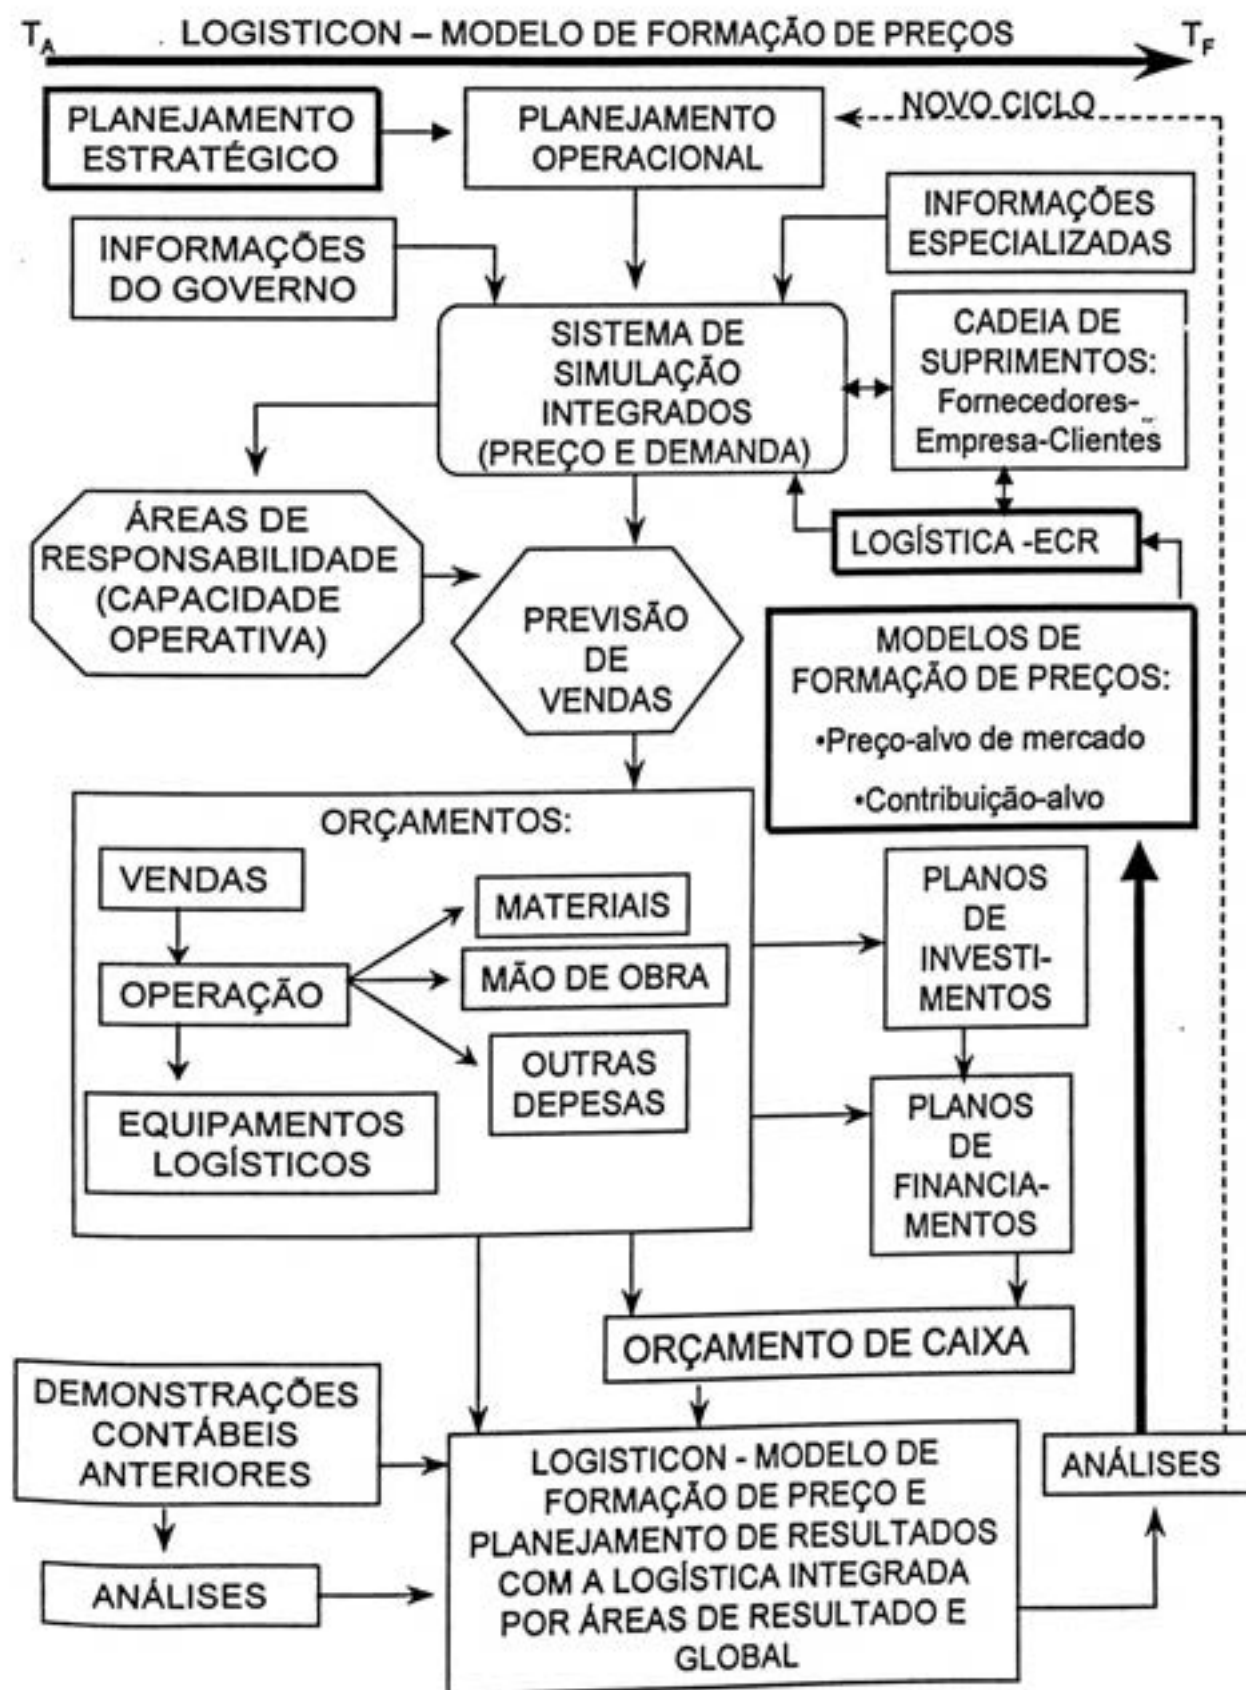 T_A LOGISTICON – MODELO DE FORMAÇÃO DE PREÇOS T_F
PLANEJAMENTO
ESTRATÉGICO
PLANEJAMENTO
OPERACIONAL
NOVO CICLO
INFORMAÇÕES
DO GOVERNO
INFORMAÇÕES
ESPECIALIZADAS
SISTEMA DE
SIMULAÇÃO
INTEGRADOS
(PREÇO E DEMANDA)
CADEIA DE
SUPRIMENTOS:
Fornecedores-
Empresa-Clientes
ÁREAS DE
RESPONSABILIDADE
(CAPACIDADE
OPERATIVA)
LOGÍSTICA -ECR
PREVISÃO
DE
VENDAS
MODELOS DE
FORMAÇÃO DE PREÇOS:
•Preço-alvo de mercado
•Contribuição-alvo
ORÇAMENTOS:
VENDAS
OPERAÇÃO
EQUIPAMENTOS
LOGÍSTICOS
MATERIAIS
MÃO DE OBRA
OUTRAS
DEPESAS
PLANOS
DE
INVESTI-
MENTOS
PLANOS
DE
FINANCIA-
MENTOS
ORÇAMENTO DE CAIXA
DEMONSTRAÇÕES
CONTÁBEIS
ANTERIORES
ANÁLISES
LOGISTICON - MODELO DE
FORMAÇÃO DE PREÇO E
PLANEJAMENTO DE RESULTADOS
COM A LOGÍSTICA INTEGRADA
POR ÁREAS DE RESULTADO E
GLOBAL
ANÁLISES